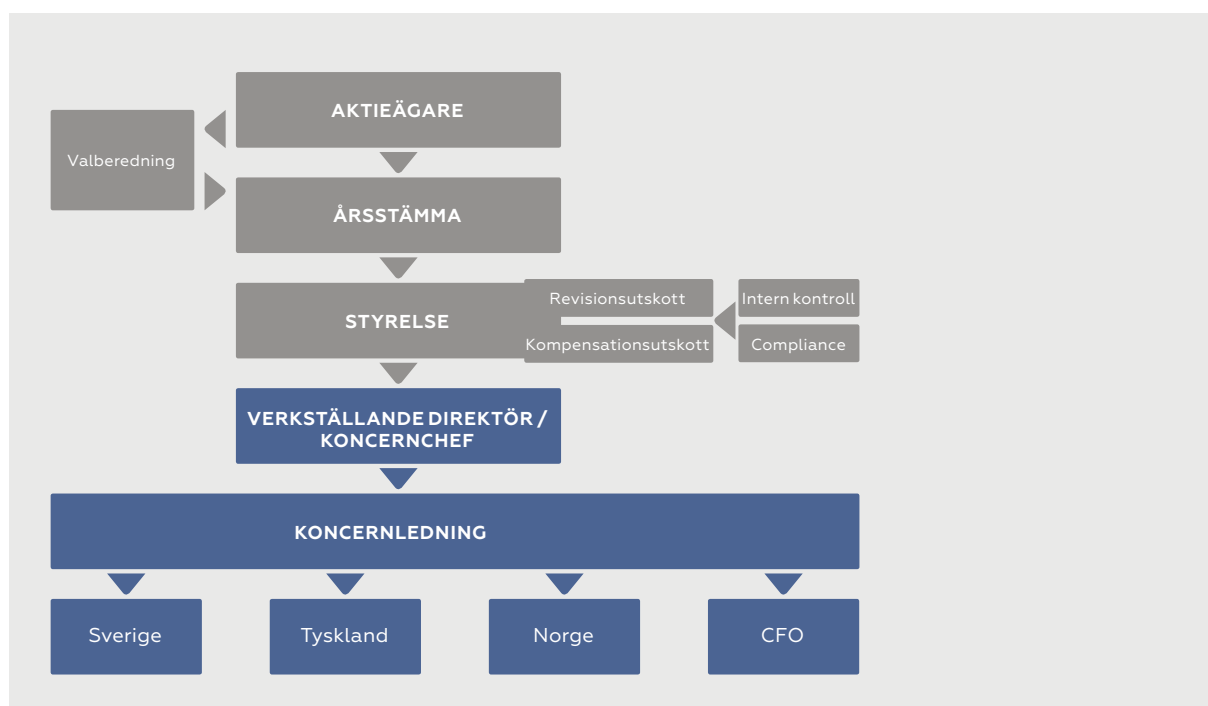 AKTIEÄGARE
Valberedning
ÅRSSTÄMMA
STYRELSE
Revisionsutskott
Intern kontroll
Kompensationsutskott
Compliance
VERKSTÄLLANDE DIREKTÖR /
KONCERNCHEF
KONCERNLEDNING
Sverige
Tyskland
Norge
CFO